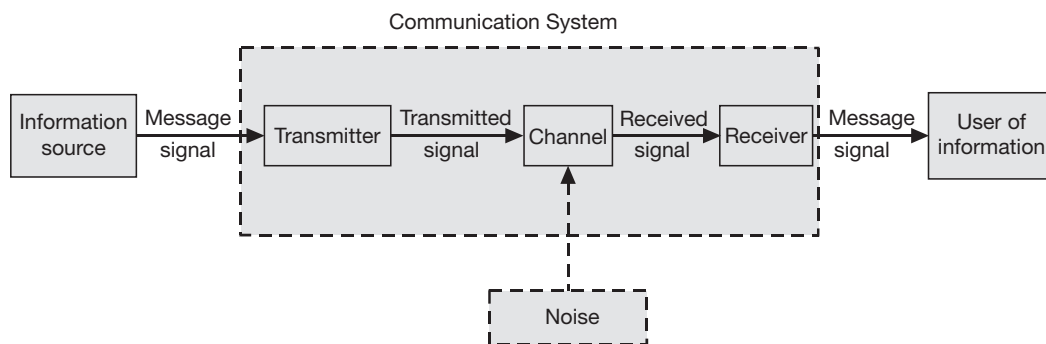 Communication System
Information
source
Message
signal
Transmitter
Transmitted
signal
Channel
Received
signal
Receiver
Message
signal
User of
information
Noise